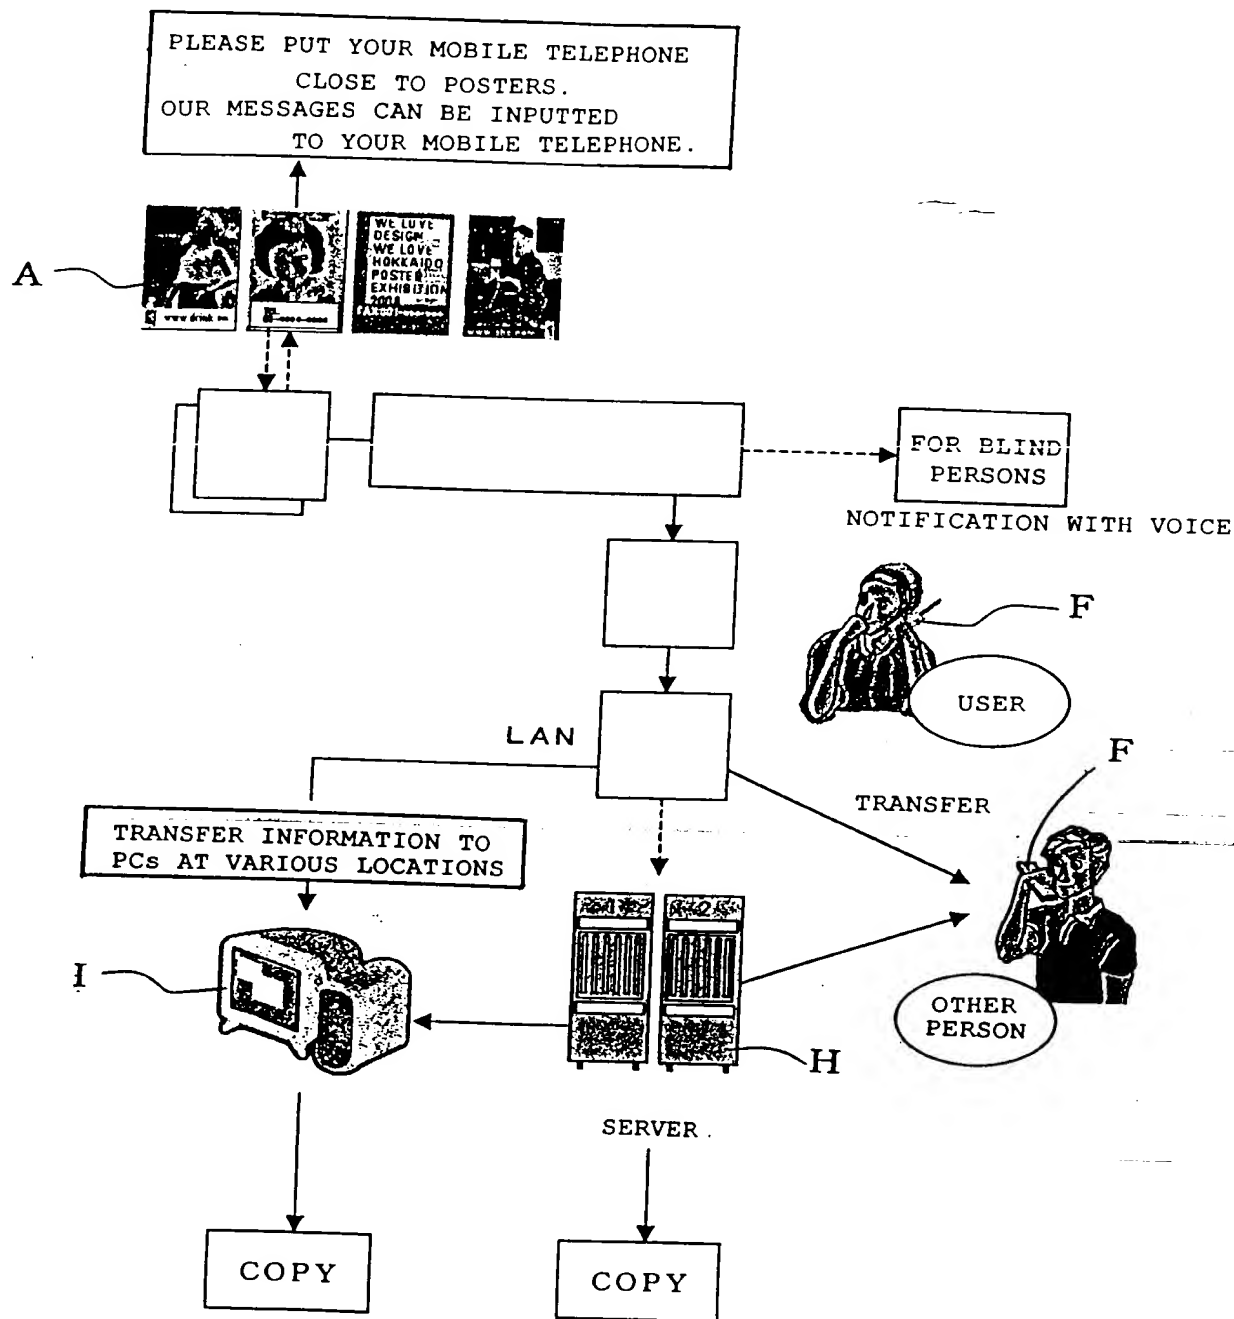 PLEASE PUT YOUR MOBILE TELEPHONE
CLOSE TO POSTERS.
OUR MESSAGES CAN BE INPUTTED
TO YOUR MOBILE TELEPHONE.
A
WE LOVE
DESIGN
WE LOVE
HOKKAIDO
POSTER
EXHIBITION
www.drink
FOR BLIND
PERSONS
NOTIFICATION WITH VOICE
F
USER
LAN
F
TRANSFER
TRANSFER INFORMATION TO
PCs AT VARIOUS LOCATIONS
I
OTHER
PERSON
H
SERVER
COPY
COPY